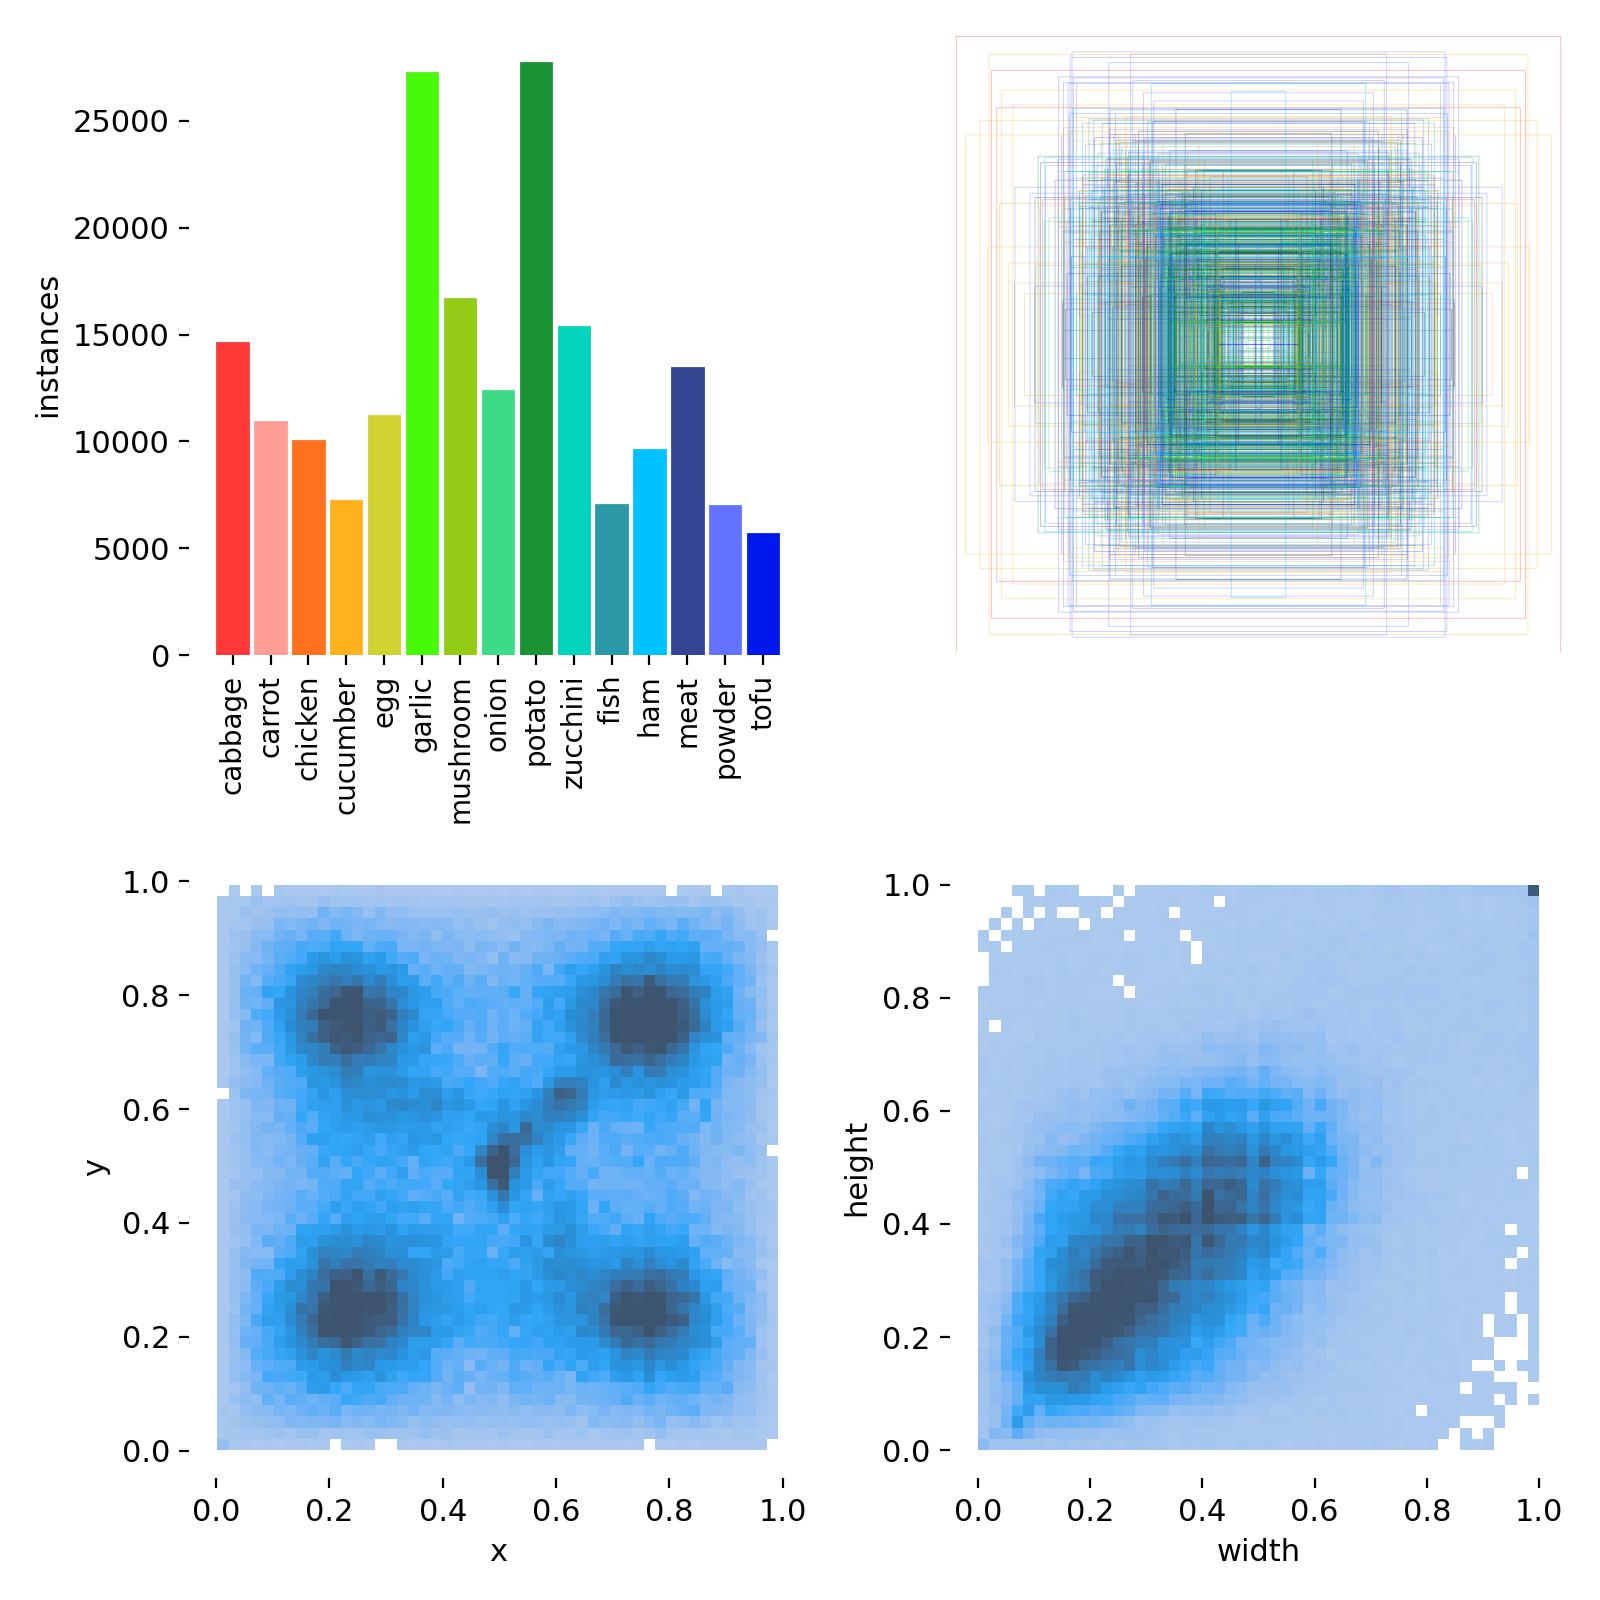 instances
25000
20000
15000
10000
5000
0
cabbage
carrot
chicken
cucumber
egg
garlic
mushroom
onion
potato
zucchini
fish
ham
meat
powder
tofu
y
1.0
0.8
0.6
0.4
0.2
0.0
0.0 0.2 0.4 0.6 0.8 1.0
x
height
1.0
0.8
0.6
0.4
0.2
0.0
0.0 0.2 0.4 0.6 0.8 1.0
width